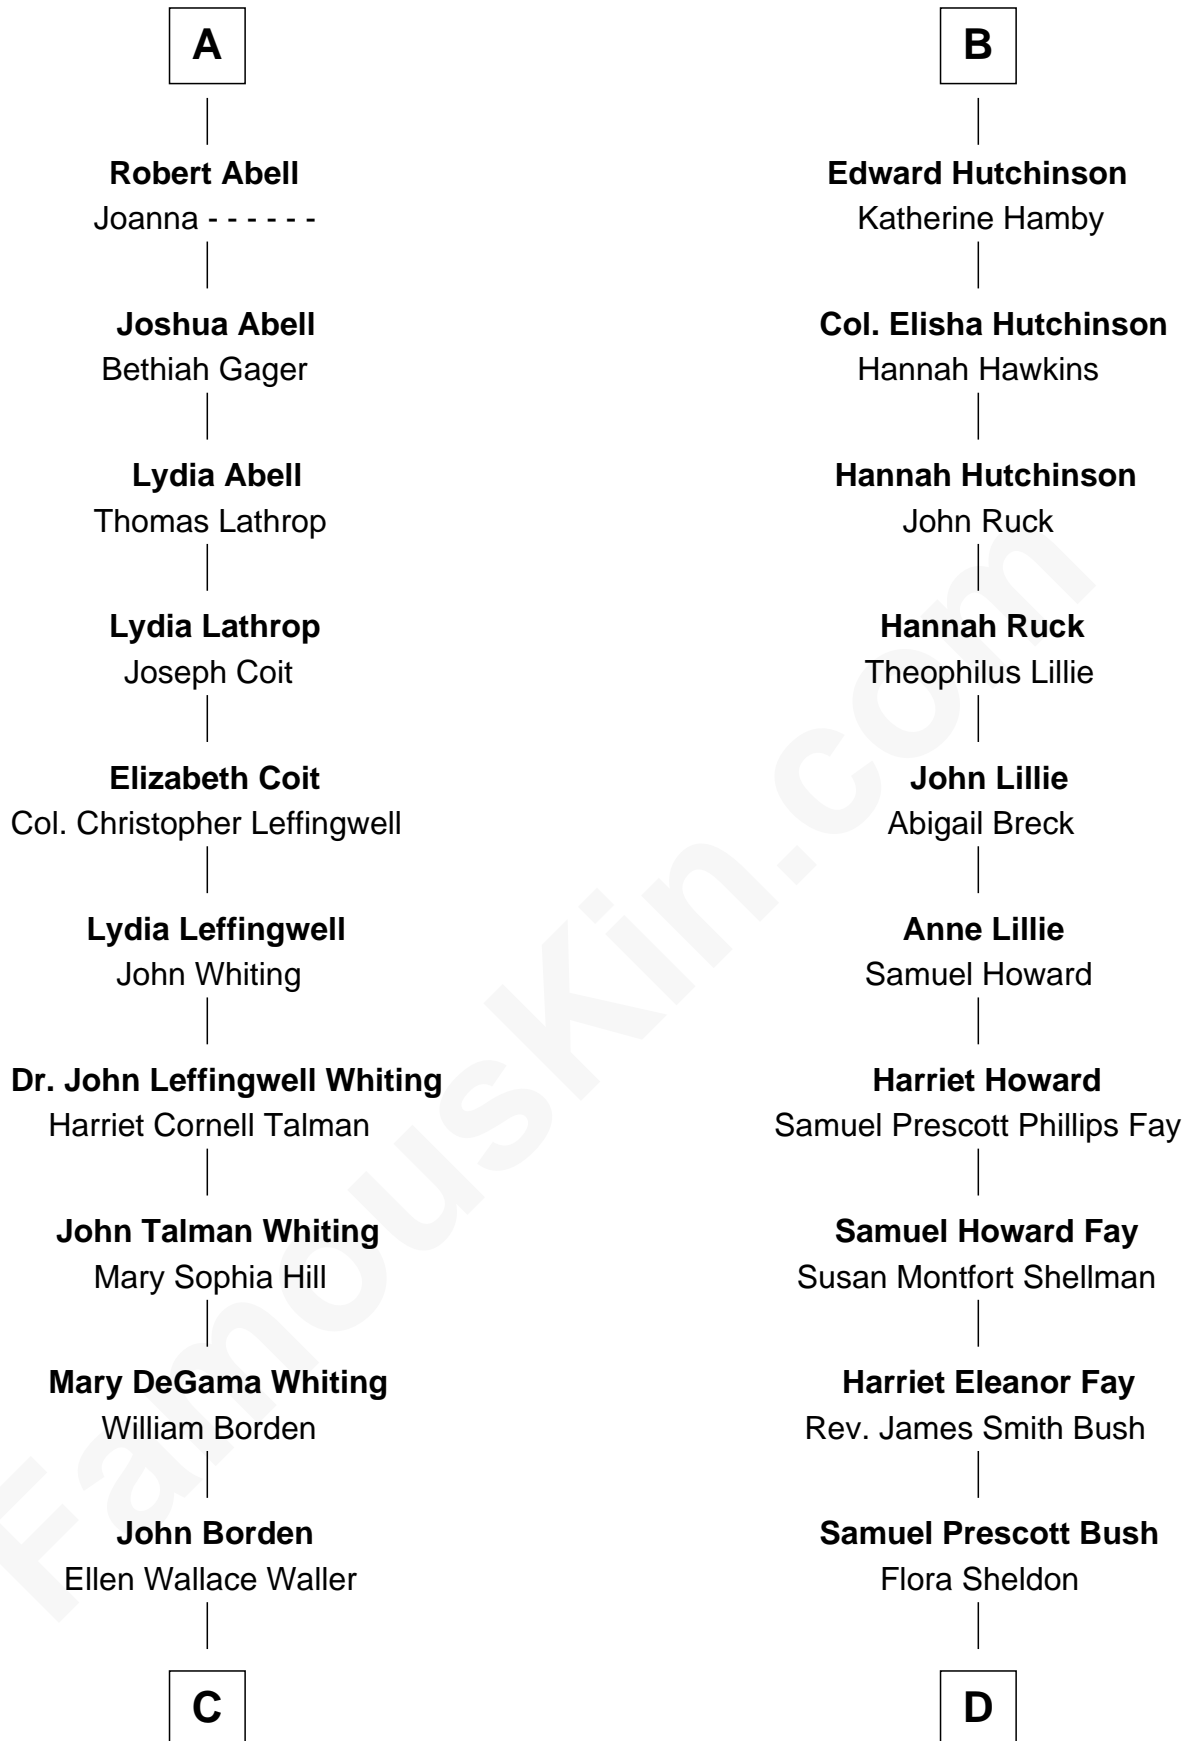 A
Robert Abell
Joanna - - - - - -
Joshua Abell
Bethiah Gager
Lydia Abell
Thomas Lathrop
Lydia Lathrop
Joseph Coit
Elizabeth Coit
Col. Christopher Leffingwell
Lydia Leffingwell
John Whiting
Dr. John Leffingwell Whiting
Harriet Cornell Talman
John Talman Whiting
Mary Sophia Hill
Mary DeGama Whiting
William Borden
John Borden
Ellen Wallace Waller
C
B
Edward Hutchinson
Katherine Hamby
Col. Elisha Hutchinson
Hannah Hawkins
Hannah Hutchinson
John Ruck
Hannah Ruck
Theophilus Lillie
John Lillie
Abigail Breck
Anne Lillie
Samuel Howard
Harriet Howard
Samuel Prescott Phillips Fay
Samuel Howard Fay
Susan Montfort Shellman
Harriet Eleanor Fay
Rev. James Smith Bush
Samuel Prescott Bush
Flora Sheldon
D
FamousKin.com